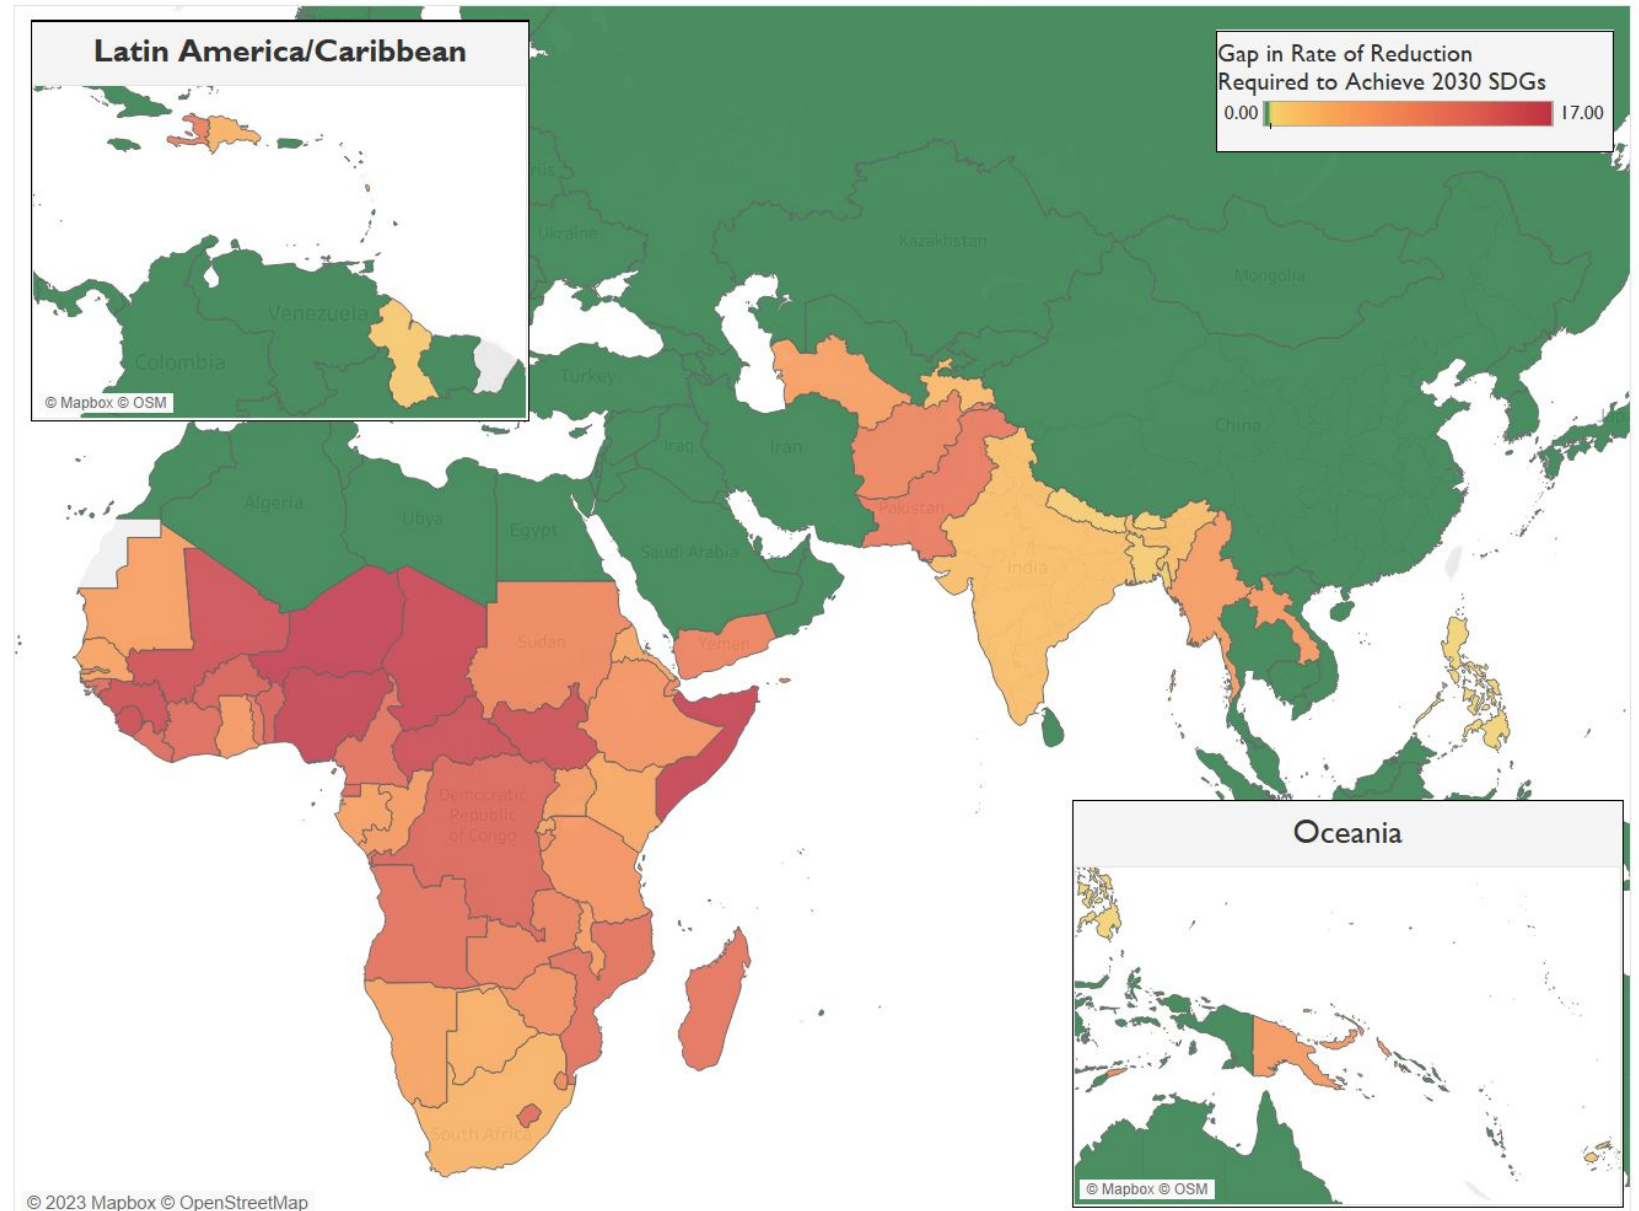 Latin America/Caribbean
Venezuela
Colombia
© Mapbox © OSM
Gap in Rate of Reduction
Required to Achieve 2030 SDGs
0.00
17.00
Ukraine
Kazakhstan
Mongolia
Turkey
China
Iraq
Iran
Algeria
Libya
Egypt
Pakistan
Saudi Arabia
India
Sudan
Yemen
Democratic
Republic
of Congo
South Africa
Oceania
© Mapbox © OSM
© 2023 Mapbox © OpenStreetMap